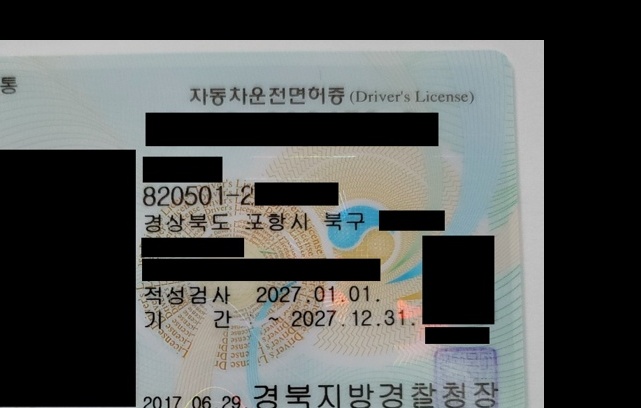 통
자동차운전면허증 (Driver's License)
820501-2
경상북도 포항시 북구
적성검사 2027.01.01.
기 간 ~ 2027.12.31.
2017.06.29. 경북지방경찰청장